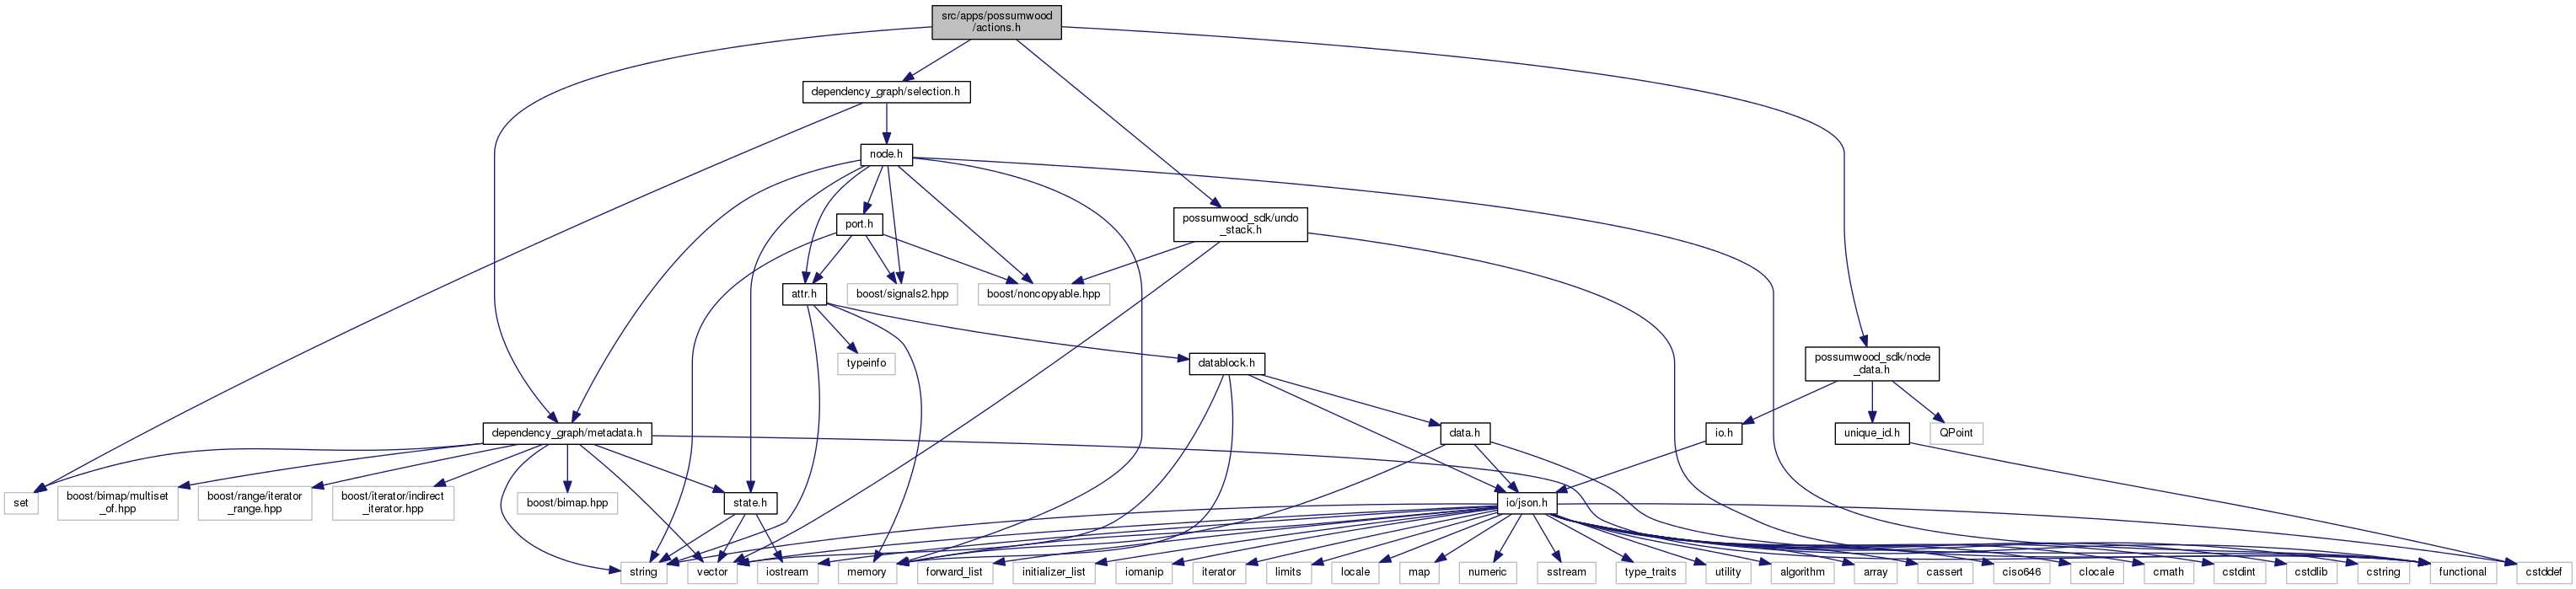 src/apps/possumwood
/actions.h
dependency_graph/selection.h
node.h
port.h
possumwood_sdk/undo
_stack.h
attr.h
boost/signals2.hpp
boost/noncopyable.hpp
typeinfo
datablock.h
possumwood_sdk/node
_data.h
dependency_graph/metadata.h
data.h
io.h
unique_id.h
QPoint
set
boost/bimap/multiset
_of.hpp
boost/range/iterator
_range.hpp
boost/iterator/indirect
_iterator.hpp
boost/bimap.hpp
state.h
io/json.h
string
vector
iostream
memory
forward_list
initializer_list
iomanip
iterator
limits
locale
map
numeric
sstream
type_traits
utility
algorithm
array
cassert
ciso646
clocale
cmath
cstdint
cstdlib
cstring
functional
cstddef